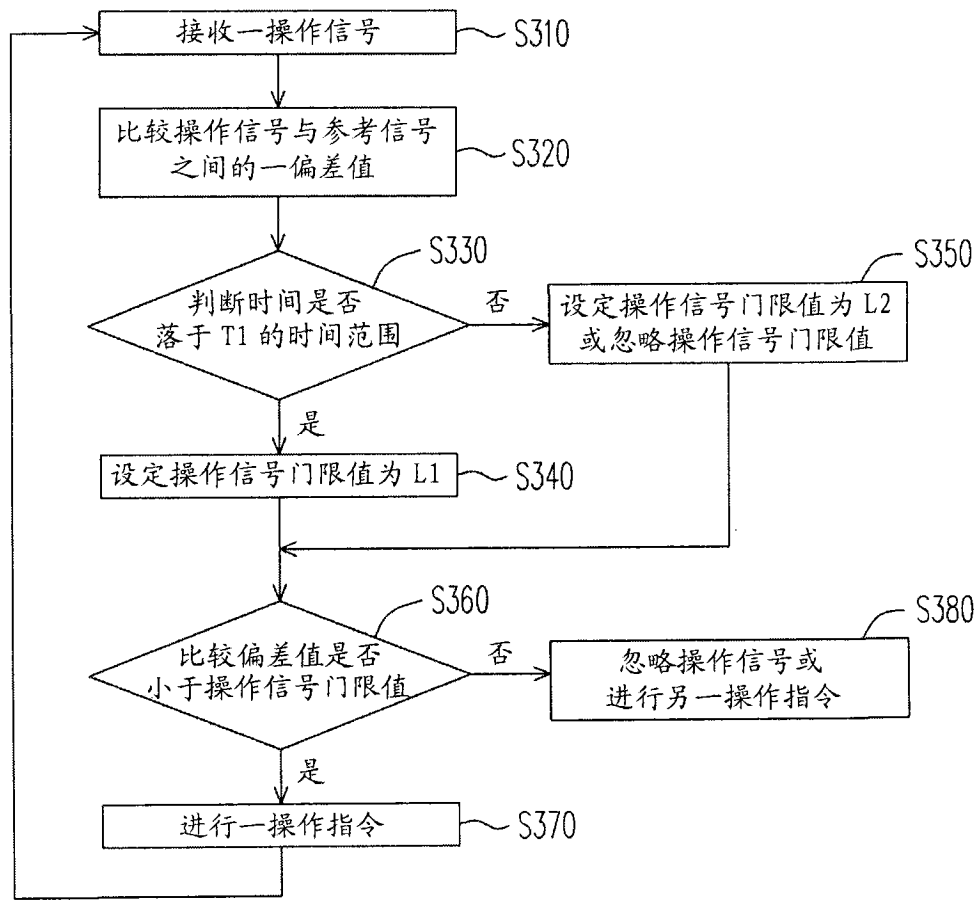 接收一操作信号
S310
比较操作信号与参考信号
之间的一偏差值
S320
S330
判断时间是否
落于 T1 的时间范围
否
S350
设定操作信号门限值为 L2
或忽略操作信号门限值
是
设定操作信号门限值为 L1
S340
S360
比较偏差值是否
小于操作信号门限值
否
S380
忽略操作信号或
进行另一操作指令
是
进行一操作指令
S370